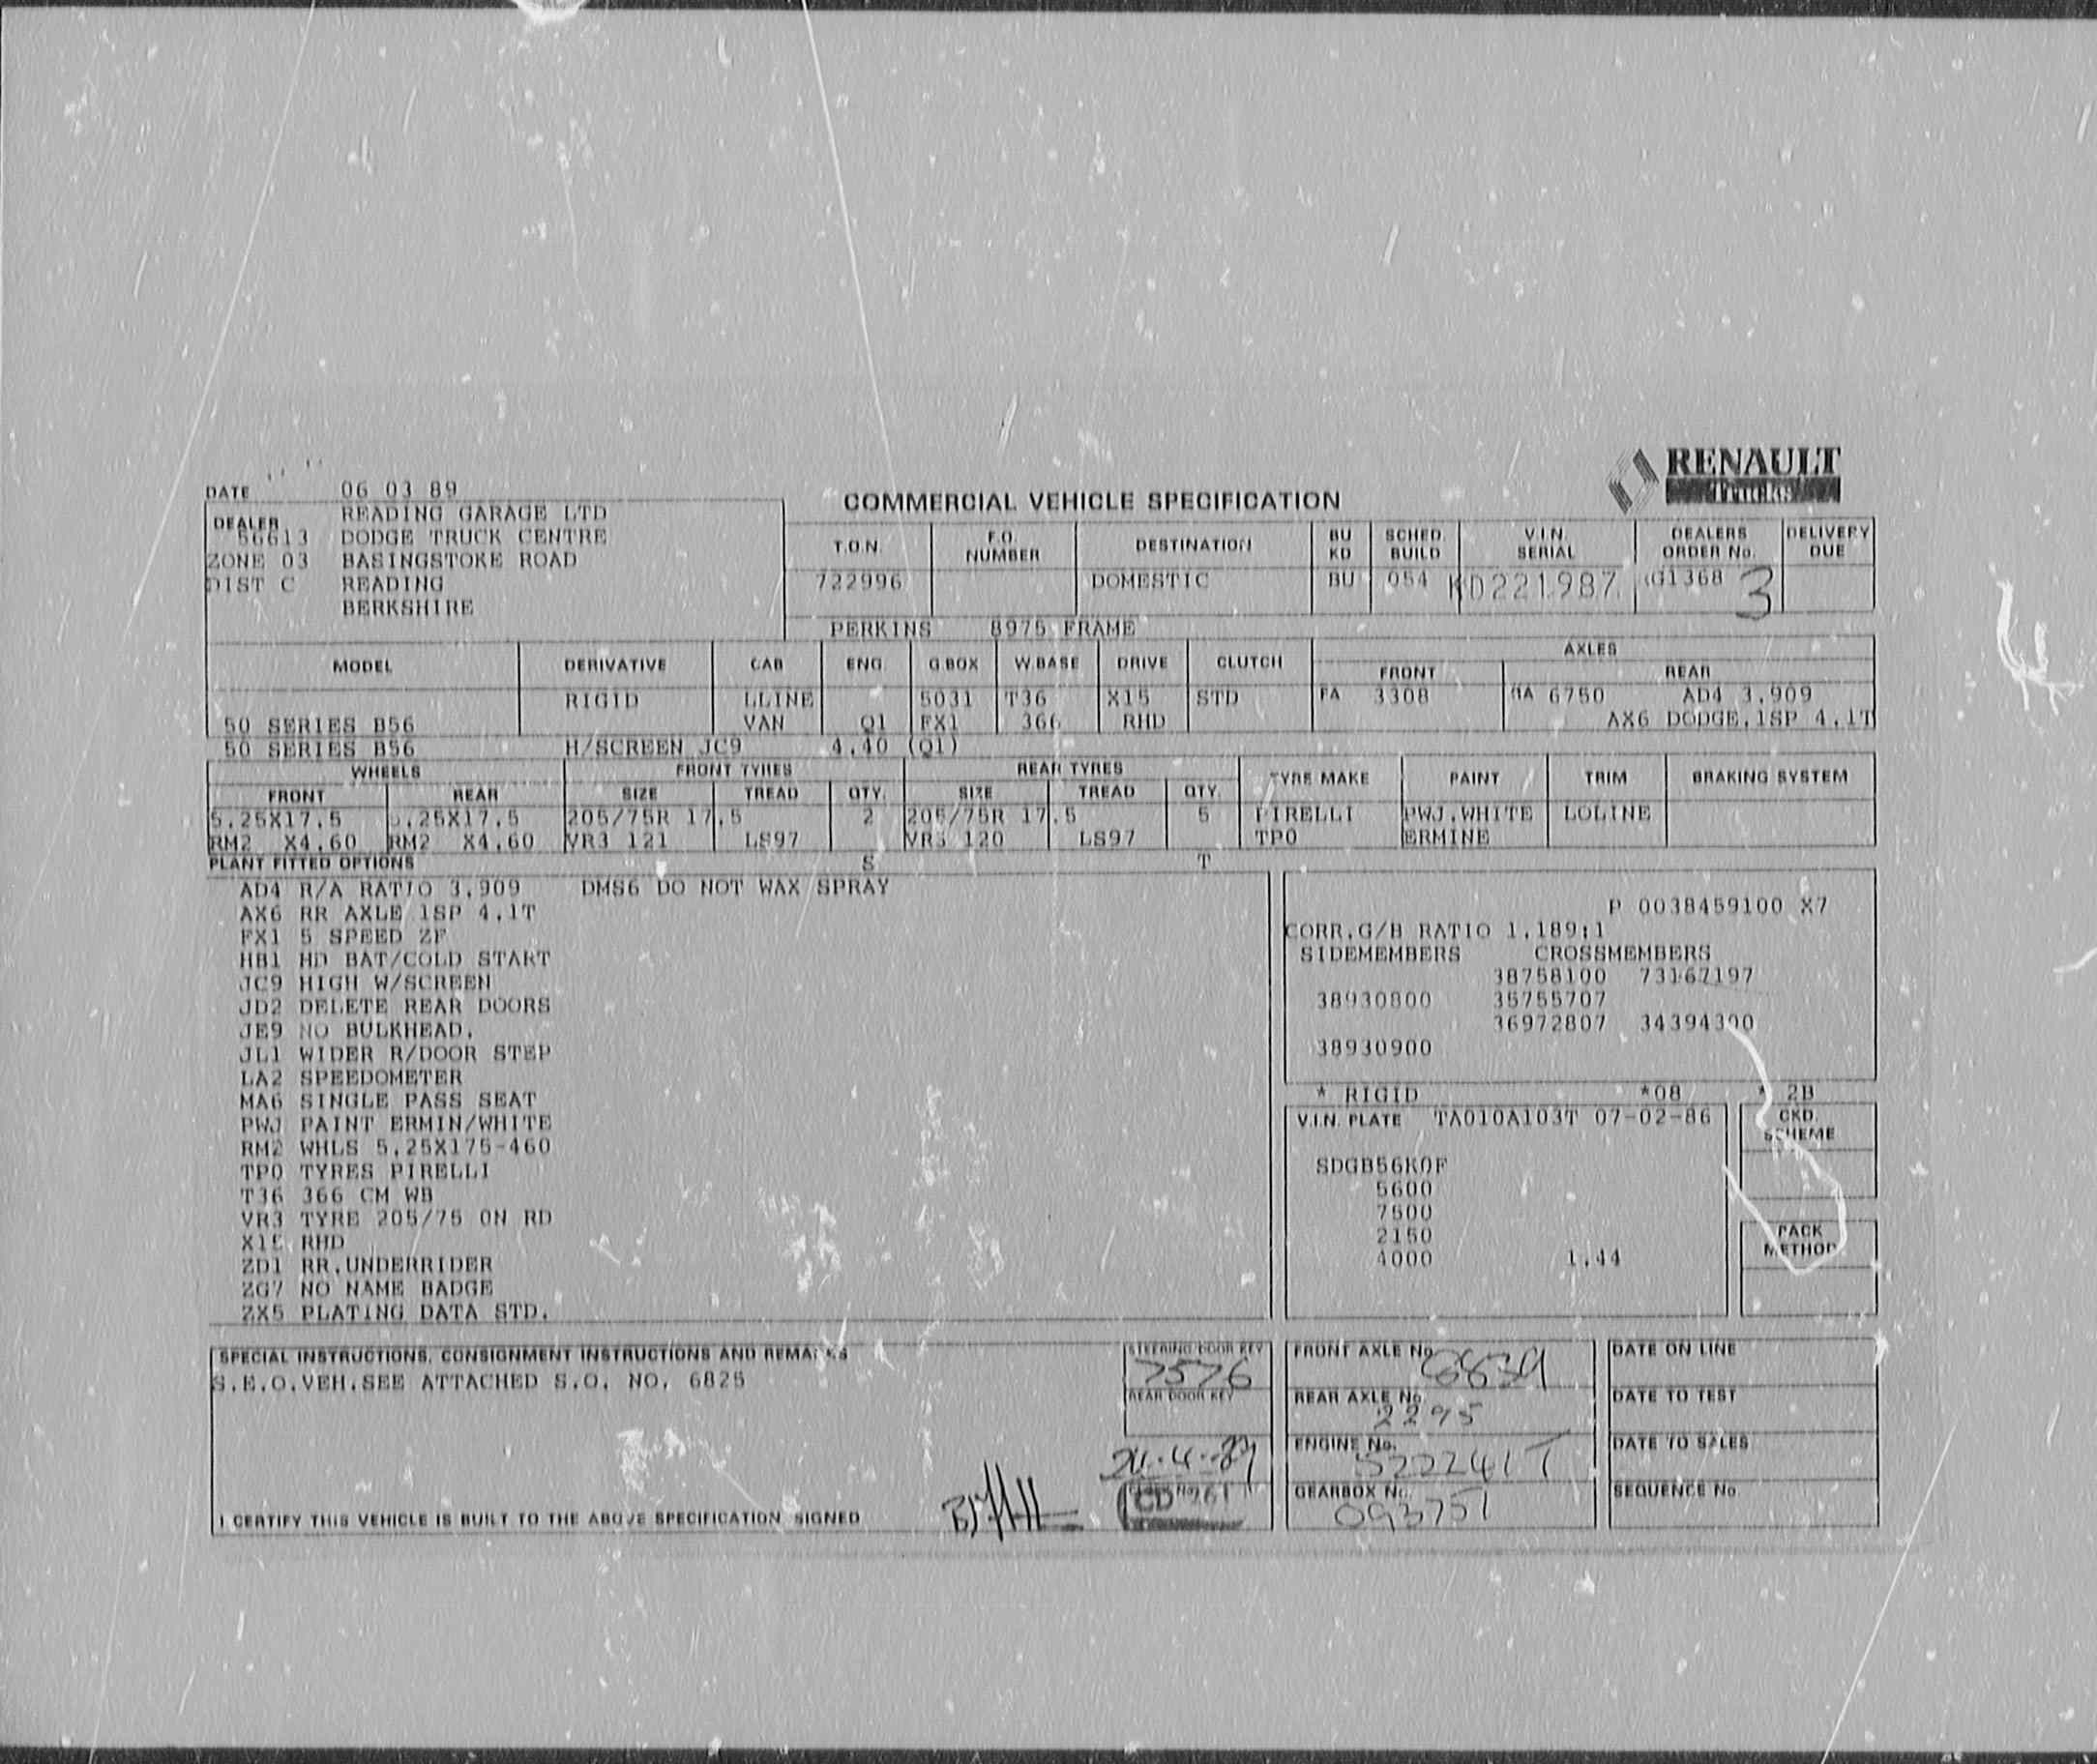 RENAULT
Trucks
DATE 06 03 89
COMMERCIAL VEHICLE SPECIFICATION
DEALER READING GARAGE LTD
56613 DODGE TRUCK CENTRE
ZONE 03 BASINGSTOKE ROAD
DIST C READING
BERKSHIRE
T.O.N. F.O. NUMBER DESTINATION BU KD SCHED. BUILD V.I.N. SERIAL DEALERS ORDER No. DELIVERY DUE
722996 DOMESTIC BU 054 KD221987 G1368 3
PERKINS 8975 FRAME
MODEL DERIVATIVE CAB ENG. G.BOX W.BASE DRIVE CLUTCH AXLES
FRONT REAR
RIGID LLINE 5031 T36 X15 STD FA 3308 RA 6750 AD4 3.909
50 SERIES B56 VAN Q1 FX1 366 RHD AX6 DODGE,1SP 4.1T
50 SERIES B56 H/SCREEN JC9 4.40 (Q1)
WHEELS FRONT TYRES REAR TYRES TYRE MAKE PAINT TRIM BRAKING SYSTEM
FRONT REAR SIZE TREAD QTY. SIZE TREAD QTY.
5.25X17.5 5.25X17.5 205/75R 17.5 2 205/75R 17.5 5 PIRELLI PWJ.WHITE LOLINE
RM2 X4.60 RM2 X4.60 VR3 121 LS97 VR3 120 LS97 TPO ERMINE
PLANT FITTED OPTIONS S T
AD4 R/A RATIO 3.909 DMS6 DO NOT WAX SPRAY
AX6 RR AXLE 1SP 4.1T
FX1 5 SPEED ZF
HB1 HD BAT/COLD START
JC9 HIGH W/SCREEN
JD2 DELETE REAR DOORS
JE9 NO BULKHEAD.
JL1 WIDER R/DOOR STEP
LA2 SPEEDOMETER
MA6 SINGLE PASS SEAT
PWJ PAINT ERMIN/WHITE
RM2 WHLS 5.25X175-460
TPO TYRES PIRELLI
T36 366 CM WB
VR3 TYRE 205/75 ON RD
X15 RHD
ZD1 RR.UNDERRIDER
ZG7 NO NAME BADGE
ZX5 PLATING DATA STD.
P 0038459100 X7
CORR.G/B RATIO 1.189:1
SIDEMEMBERS CROSSMEMBERS
38758100 73167197
38930800 35755707
36972807 34394300
38930900
* RIGID *08 * 2B
V.I.N. PLATE TA010A103T 07-02-86
CKD. SCHEME
SDGB56K0F
5600
7500
2150
4000 1.44
PACK METHOD
SPECIAL INSTRUCTIONS, CONSIGNMENT INSTRUCTIONS AND REMARKS
S.E.O.VEH.SEE ATTACHED S.O. NO. 6825
STEERING/DOOR KEY
7576
REAR DOOR KEY
CD
I CERTIFY THIS VEHICLE IS BUILT TO THE ABOVE SPECIFICATION SIGNED
FRONT AXLE No.
REAR AXLE No.
2295
ENGINE No.
GEARBOX No.
093751
DATE ON LINE
DATE TO TEST
DATE TO SALES
SEQUENCE No